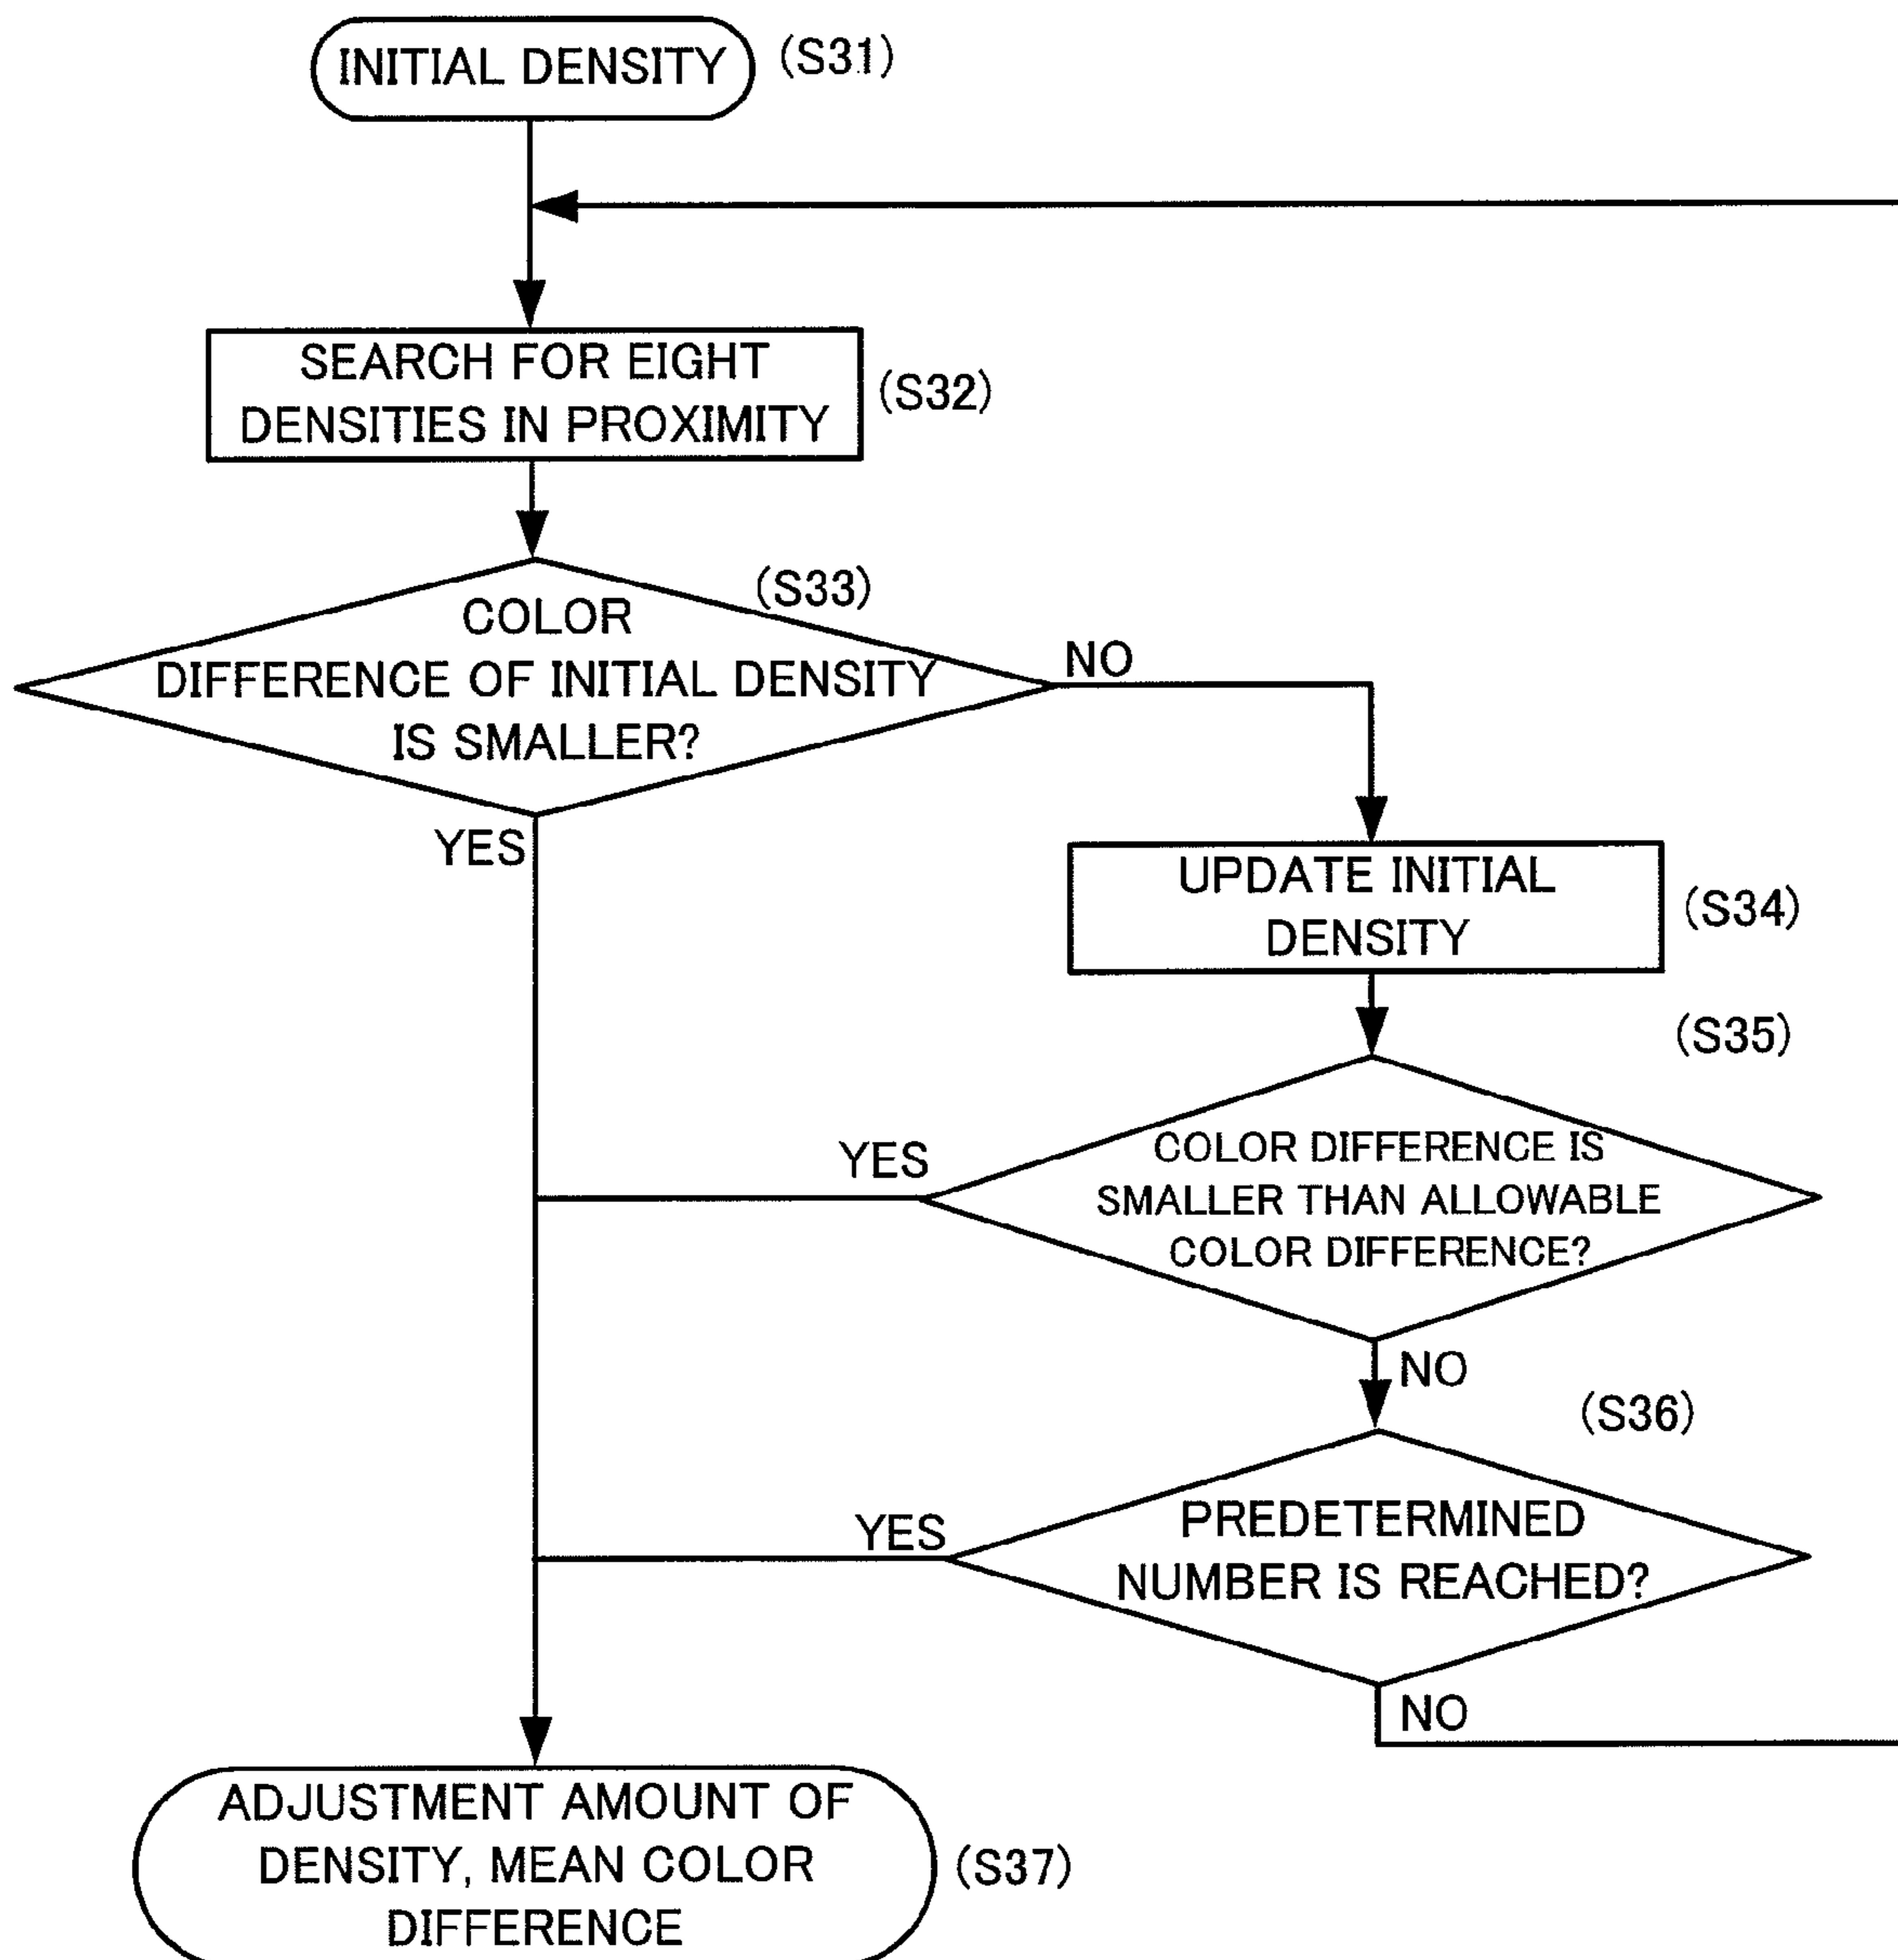 INITIAL DENSITY
(S31)
SEARCH FOR EIGHT
DENSITIES IN PROXIMITY
(S32)
(S33)
COLOR
DIFFERENCE OF INITIAL DENSITY
IS SMALLER?
NO
YES
UPDATE INITIAL
DENSITY
(S34)
(S35)
COLOR DIFFERENCE IS
SMALLER THAN ALLOWABLE
COLOR DIFFERENCE?
YES
NO
(S36)
PREDETERMINED
NUMBER IS REACHED?
YES
NO
ADJUSTMENT AMOUNT OF
DENSITY, MEAN COLOR
DIFFERENCE
(S37)